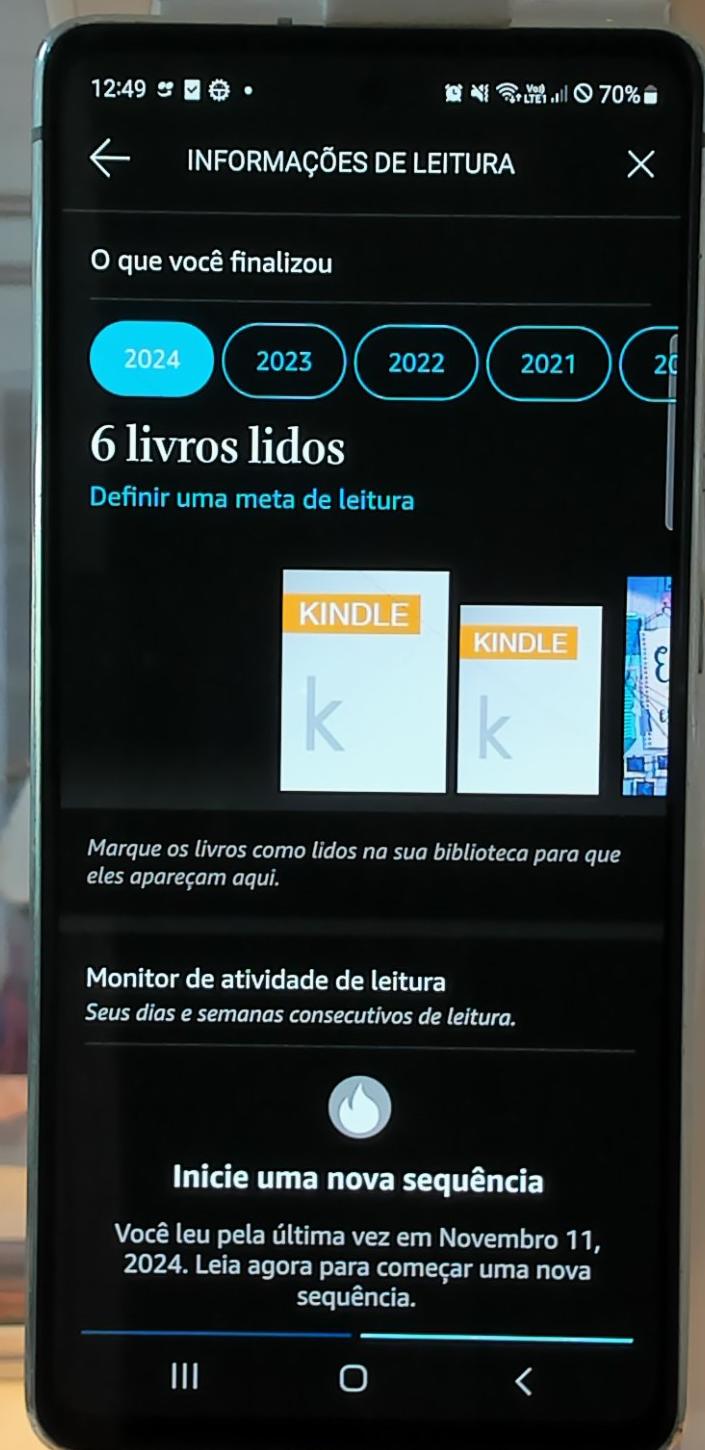 12:49 70%
INFORMAÇÕES DE LEITURA
O que você finalizou
2024 2023 2022 2021
6 livros lidos
Definir uma meta de leitura
KINDLE
k
KINDLE
k
Marque os livros como lidos na sua biblioteca para que
eles apareçam aqui.
Monitor de atividade de leitura
Seus dias e semanas consecutivos de leitura.
Inicie uma nova sequência
Você leu pela última vez em Novembro 11,
2024. Leia agora para começar uma nova
sequência.